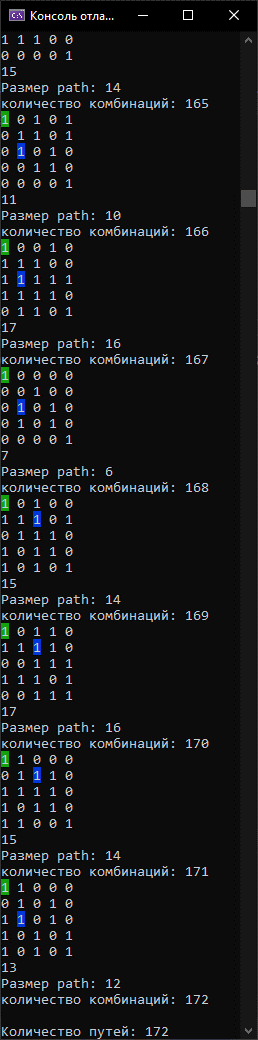 Консоль отла...
1 1 1 0 0
0 0 0 0 1
15
Размер path: 14
количество комбинаций: 165
1 0 1 0 1
0 1 1 0 1
0 1 0 1 0
0 0 1 1 0
0 0 0 0 1
11
Размер path: 10
количество комбинаций: 166
1 0 0 1 0
1 1 1 0 0
1 1 1 1 1
1 1 1 1 0
0 1 1 0 1
17
Размер path: 16
количество комбинаций: 167
1 0 0 0 0
0 0 1 0 0
0 1 0 1 0
0 1 0 1 0
0 0 0 0 1
7
Размер path: 6
количество комбинаций: 168
1 0 1 0 0
1 1 1 0 1
0 1 1 1 0
1 0 1 1 0
1 0 1 0 1
15
Размер path: 14
количество комбинаций: 169
1 0 1 1 0
1 1 1 1 0
0 0 1 1 1
1 1 1 0 1
0 0 1 1 1
17
Размер path: 16
количество комбинаций: 170
1 1 0 0 0
0 1 1 1 0
1 1 1 1 0
1 0 1 1 0
1 1 0 0 1
15
Размер path: 14
количество комбинаций: 171
1 1 0 0 0
0 1 0 1 0
1 1 0 1 0
1 0 1 0 1
1 0 1 0 1
13
Размер path: 12
количество комбинаций: 172
Количество путей: 172